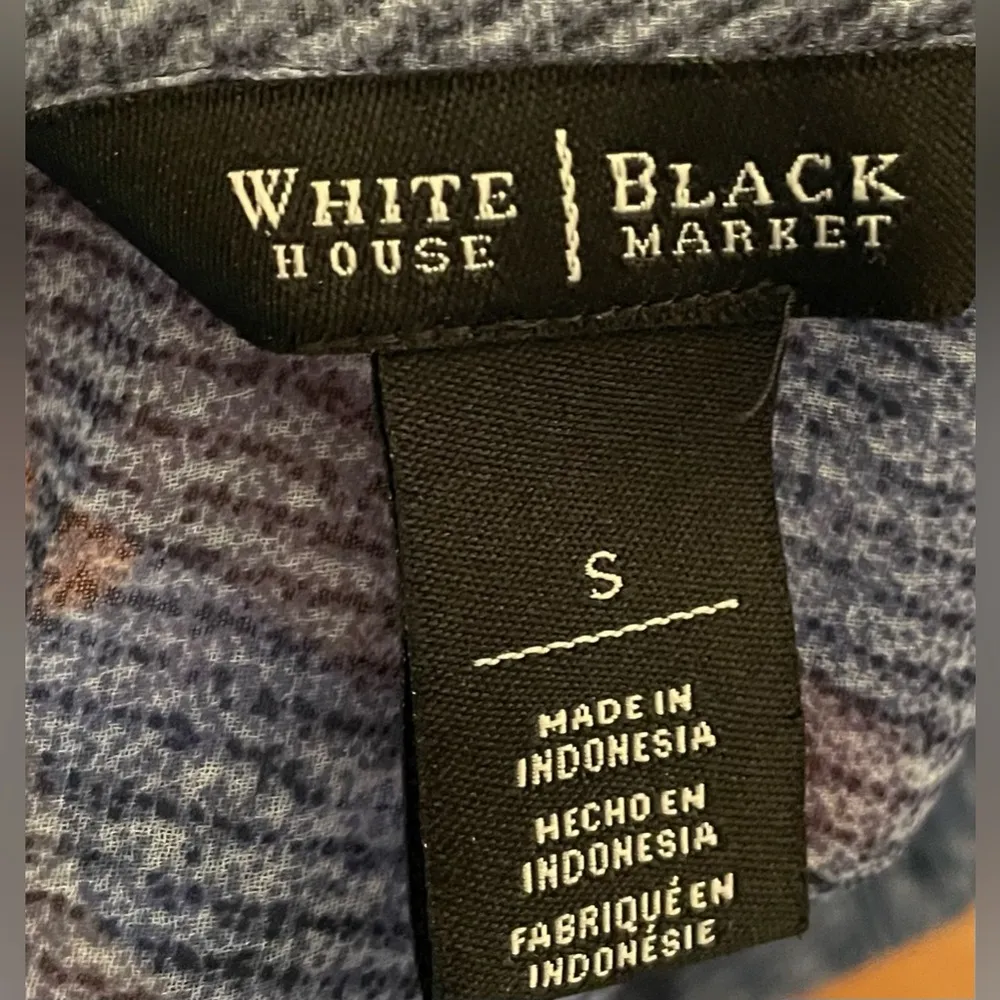 WHITE | BLACK
HOUSE | MARKET
S
MADE IN
INDONESIA
HECHO EN
INDONESIA
FABRIQUÉ EN
INDONÉSIE